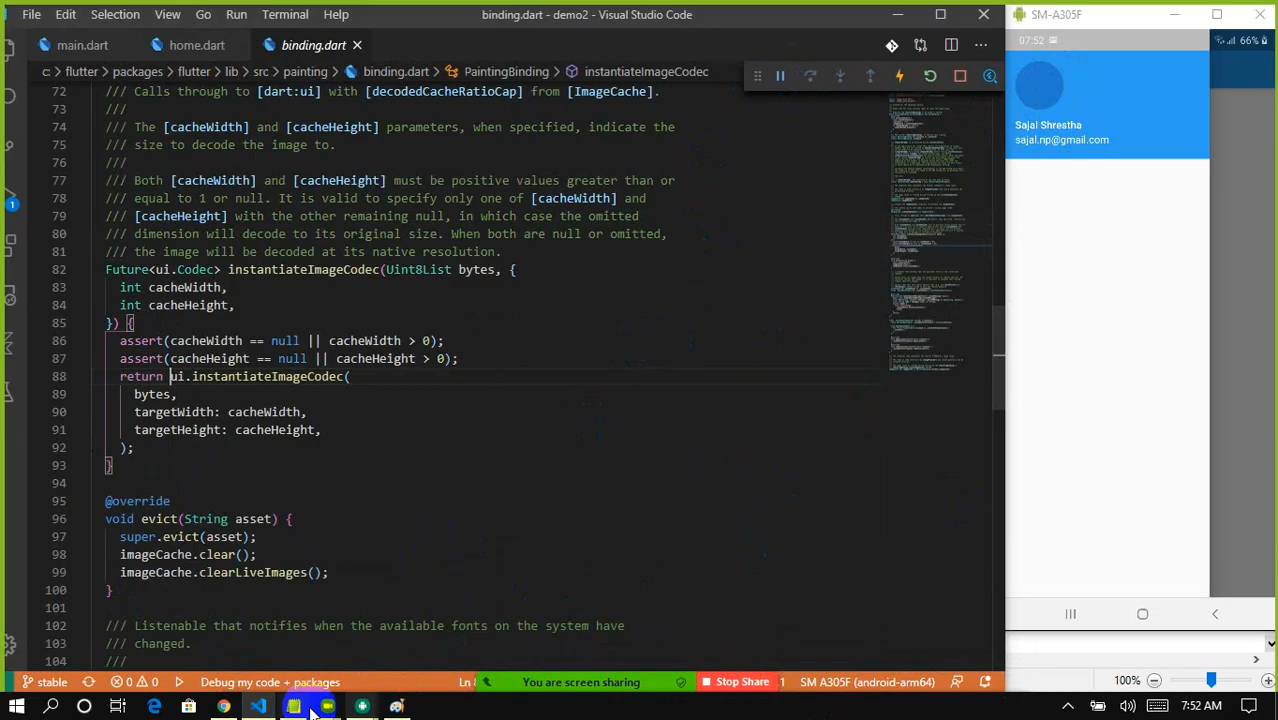 File Edit Selection View Go Run Terminal Help binding.dart - demo2 - Visual Studio Code
main.dart home.dart binding.dart
c: flutter packages flutter lib src painting binding.dart PaintingBinding instantiateImageCodec
72 /// Calls through to [dart:ui] with [decodedCacheRatioCap] from [ImageCache].
73 ///
74 /// The [cacheWidth] and [cacheHeight] parameters, when specified, indicate the
75 /// size to decode the image to.
76 ///
77 /// Both [cacheWidth] and [cacheHeight] must be positive values greater than or
78 /// equal to 1 or null. It is valid to specify only one of [cacheWidth] and
79 /// [cacheHeight] with the other remaining null, in which case the omitted
80 /// dimension will decode to its original size. When both are null or omitted,
81 /// the image will be decoded at its native resolution.
82 Future<ui.Codec> instantiateImageCodec(Uint8List bytes, {
83 int cacheWidth,
84 int cacheHeight,
85 }) {
86 assert(cacheWidth == null || cacheWidth > 0);
87 assert(cacheHeight == null || cacheHeight > 0);
88 return ui.instantiateImageCodec(
89 bytes,
90 targetWidth: cacheWidth,
91 targetHeight: cacheHeight,
92 );
93 }
94
95 @override
96 void evict(String asset) {
97 super.evict(asset);
98 imageCache.clear();
99 imageCache.clearLiveImages();
100 }
101
102 /// Listenable that notifies when the available fonts on the system have
103 /// changed.
104 ///
1
stable 0 0 Debug my code + packages Ln 8 You are screen sharing Stop Share 1 SM A305F (android-arm64)
SM-A305F
07:52 66%
Sajal Shrestha
sajal.np@gmail.com
100%
7:52 AM